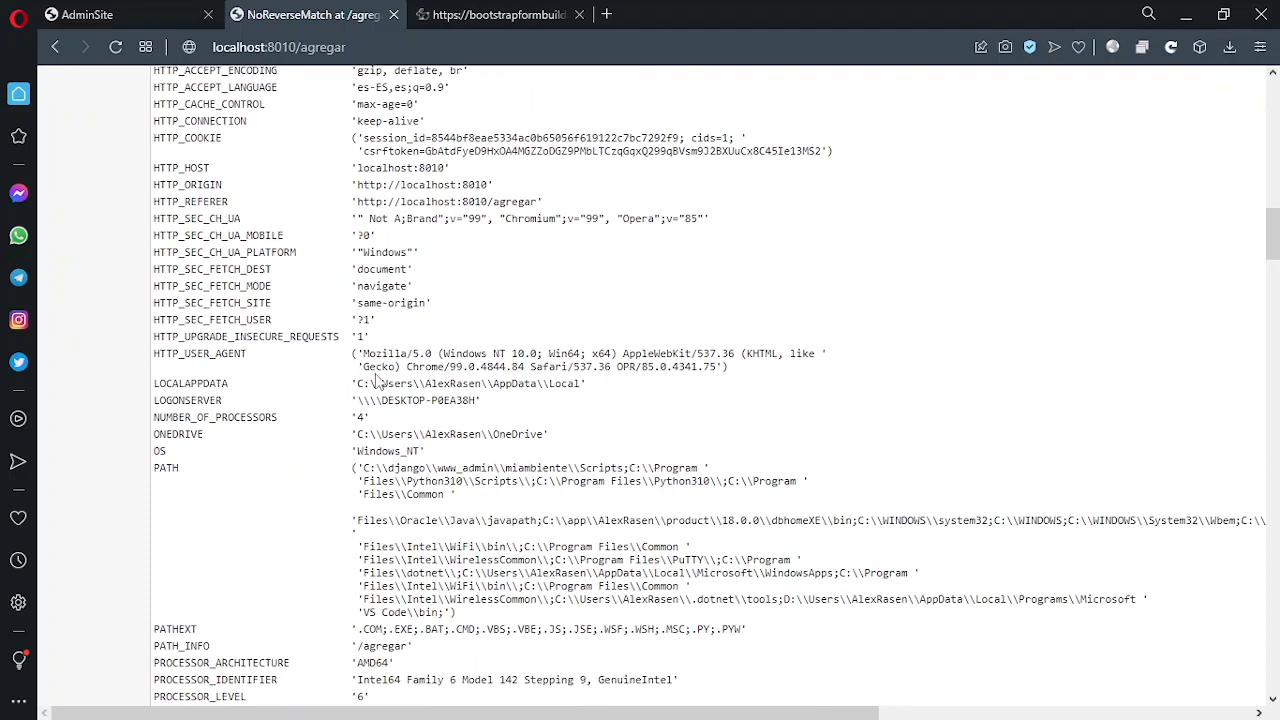 AdminSite
NoReverseMatch at /agreg
https://bootstrapformbuild
localhost:8010/agregar
HTTP_ACCEPT_ENCODING 'gzip, deflate, br'
HTTP_ACCEPT_LANGUAGE 'es-ES,es;q=0.9'
HTTP_CACHE_CONTROL 'max-age=0'
HTTP_CONNECTION 'keep-alive'
HTTP_COOKIE ('session_id=8544bf8eae5334ac0b65056f619122c7bc7292f9; cids=1; '
'csrftoken=GbAtdFyeD9HxOA4MGZZoDGZ9PMbLTCzqGqxQ299qBVsm9J2BXUuCx8C45Ie13MS2')
HTTP_HOST 'localhost:8010'
HTTP_ORIGIN 'http://localhost:8010'
HTTP_REFERER 'http://localhost:8010/agregar'
HTTP_SEC_CH_UA '" Not A;Brand";v="99", "Chromium";v="99", "Opera";v="85"'
HTTP_SEC_CH_UA_MOBILE '?0'
HTTP_SEC_CH_UA_PLATFORM '"Windows"'
HTTP_SEC_FETCH_DEST 'document'
HTTP_SEC_FETCH_MODE 'navigate'
HTTP_SEC_FETCH_SITE 'same-origin'
HTTP_SEC_FETCH_USER '?1'
HTTP_UPGRADE_INSECURE_REQUESTS '1'
HTTP_USER_AGENT ('Mozilla/5.0 (Windows NT 10.0; Win64; x64) AppleWebKit/537.36 (KHTML, like '
'Gecko) Chrome/99.0.4844.84 Safari/537.36 OPR/85.0.4341.75')
LOCALAPPDATA 'C:\\Users\\AlexRasen\\AppData\\Local'
LOGONSERVER '\\\\DESKTOP-P0EA38H'
NUMBER_OF_PROCESSORS '4'
ONEDRIVE 'C:\\Users\\AlexRasen\\OneDrive'
OS 'Windows_NT'
PATH ('C:\\django\\www_admin\\miambiente\\Scripts;C:\\Program '
'Files\\Python310\\Scripts\\;C:\\Program Files\\Python310\\;C:\\Program '
'Files\\Common '
'Files\\Oracle\\Java\\javapath;C:\\app\\AlexRasen\\product\\18.0.0\\dbhomeXE\\bin;C:\\WINDOWS\\system32;C:\\WINDOWS;C:\\WINDOWS\\System32\\Wbem;C:\\
'
'Files\\Intel\\WiFi\\bin\\;C:\\Program Files\\Common '
'Files\\Intel\\WirelessCommon\\;C:\\Program Files\\PuTTY\\;C:\\Program '
'Files\\dotnet\\;C:\\Users\\AlexRasen\\AppData\\Local\\Microsoft\\WindowsApps;C:\\Program '
'Files\\Intel\\WiFi\\bin\\;C:\\Program Files\\Common '
'Files\\Intel\\WirelessCommon\\;C:\\Users\\AlexRasen\\.dotnet\\tools;D:\\Users\\AlexRasen\\AppData\\Local\\Programs\\Microsoft '
'VS Code\\bin;')
PATHEXT '.COM;.EXE;.BAT;.CMD;.VBS;.VBE;.JS;.JSE;.WSF;.WSH;.MSC;.PY;.PYW'
PATH_INFO '/agregar'
PROCESSOR_ARCHITECTURE 'AMD64'
PROCESSOR_IDENTIFIER 'Intel64 Family 6 Model 142 Stepping 9, GenuineIntel'
PROCESSOR_LEVEL '6'